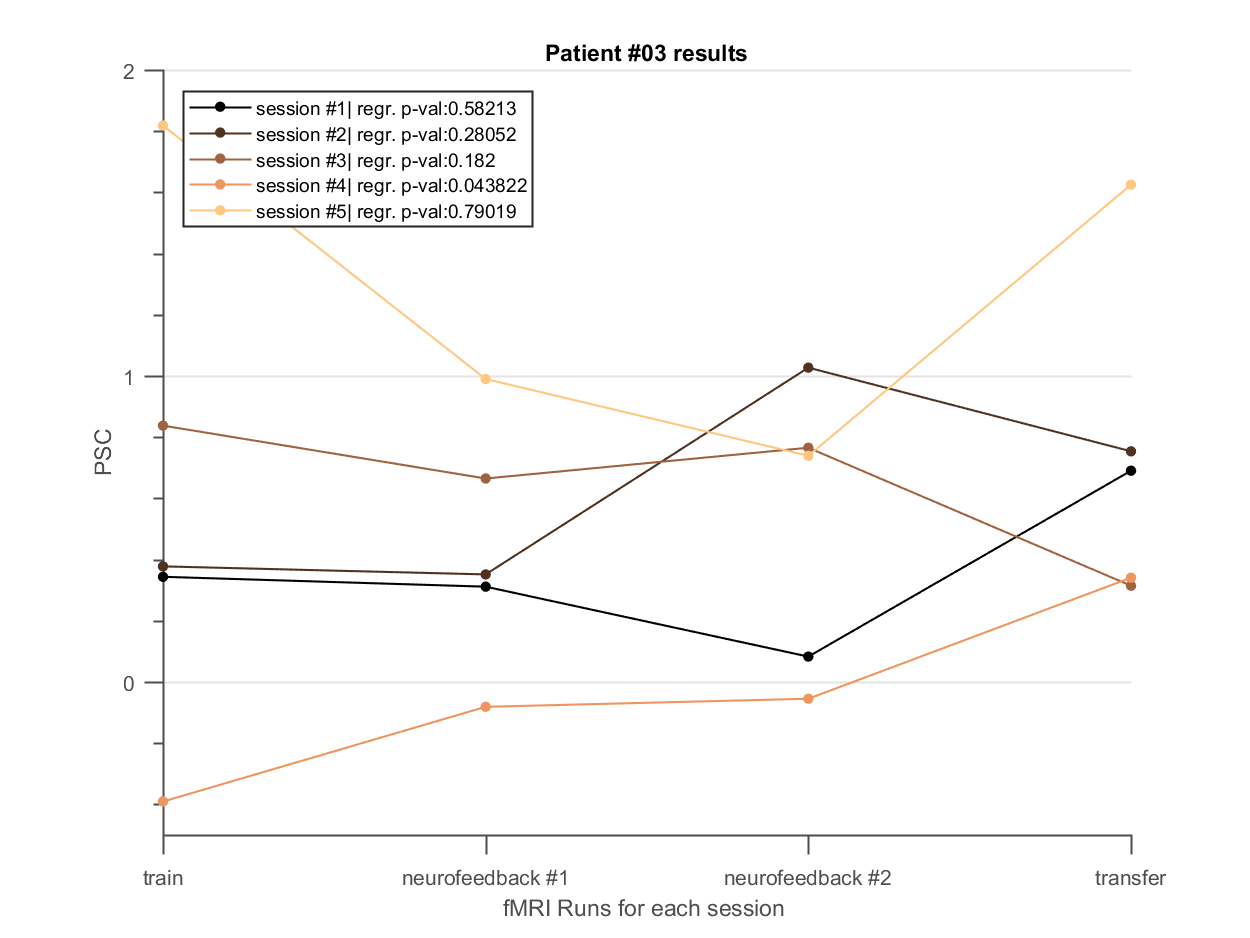 Patient #03 results
2
session #1| regr. p-val:0.58213
session #2| regr. p-val:0.28052
session #3| regr. p-val:0.182
session #4| regr. p-val:0.043822
session #5| regr. p-val:0.79019
1
PSC
0
train neurofeedback #1 neurofeedback #2 transfer
fMRI Runs for each session